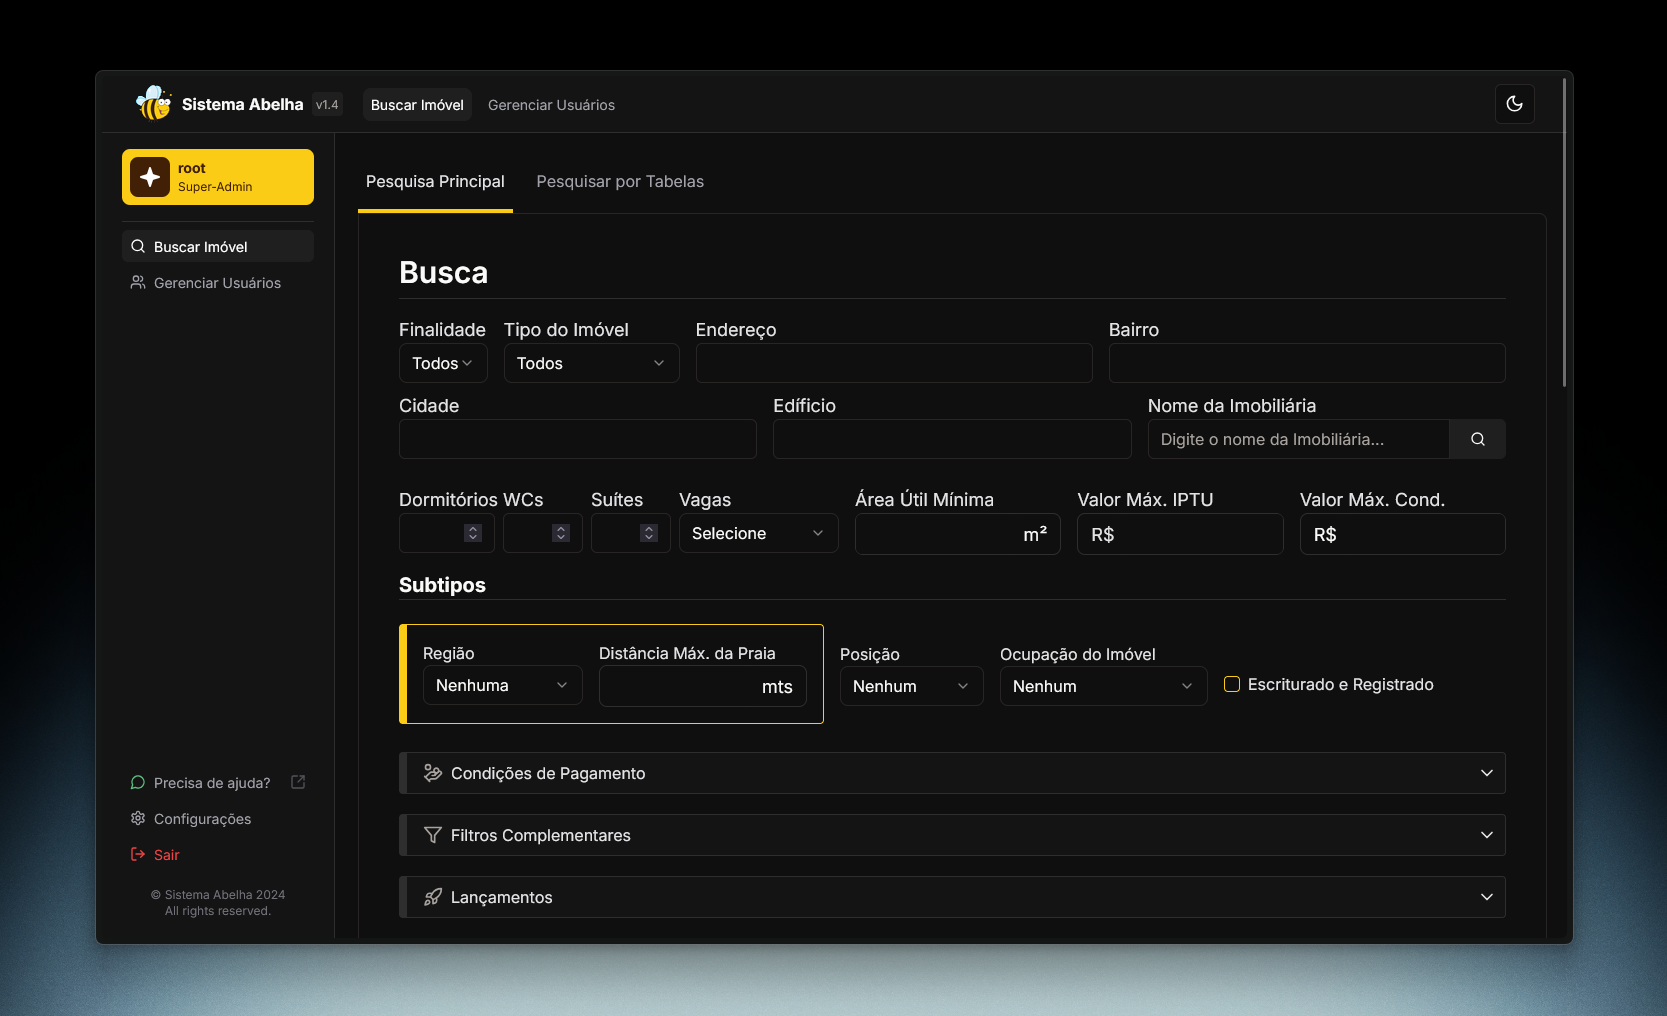 Sistema Abelha v1.4 Buscar Imóvel Gerenciar Usuários
root
Super-Admin
Buscar Imóvel
Gerenciar Usuários
Precisa de ajuda?
Configurações
Sair
© Sistema Abelha 2024
All rights reserved.
Pesquisa Principal Pesquisar por Tabelas
Busca
Finalidade Tipo do Imóvel Endereço Bairro
Todos Todos
Cidade Edíficio Nome da Imobiliária
Digite o nome da Imobiliária...
Dormitórios WCs Suítes Vagas Área Útil Mínima Valor Máx. IPTU Valor Máx. Cond.
Selecione m² R$ R$
Subtipos
Região Distância Máx. da Praia Posição Ocupação do Imóvel
Nenhuma mts Nenhum Nenhum Escriturado e Registrado
Condições de Pagamento
Filtros Complementares
Lançamentos